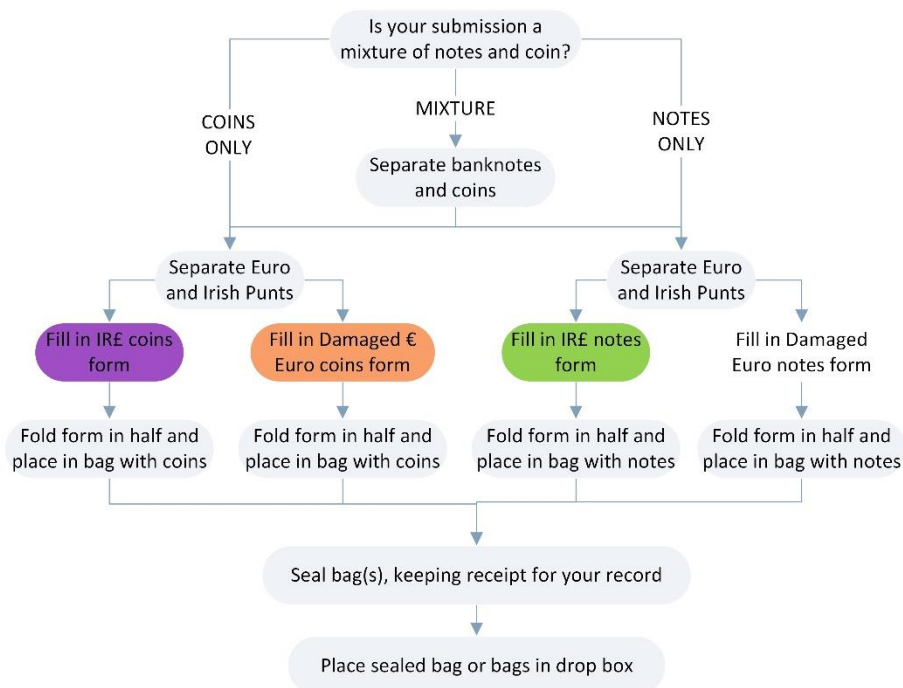 Is your submission a
mixture of notes and coin?
COINS
ONLY
MIXTURE
NOTES
ONLY
Separate banknotes
and coins
Separate Euro
and Irish Punts
Separate Euro
and Irish Punts
Fill in IR£ coins
form
Fill in Damaged €
Euro coins form
Fill in IR£ notes
form
Fill in Damaged
Euro notes form
Fold form in half and
place in bag with coins
Fold form in half and
place in bag with coins
Fold form in half and
place in bag with notes
Fold form in half and
place in bag with notes
Seal bag(s), keeping receipt for your record
Place sealed bag or bags in drop box